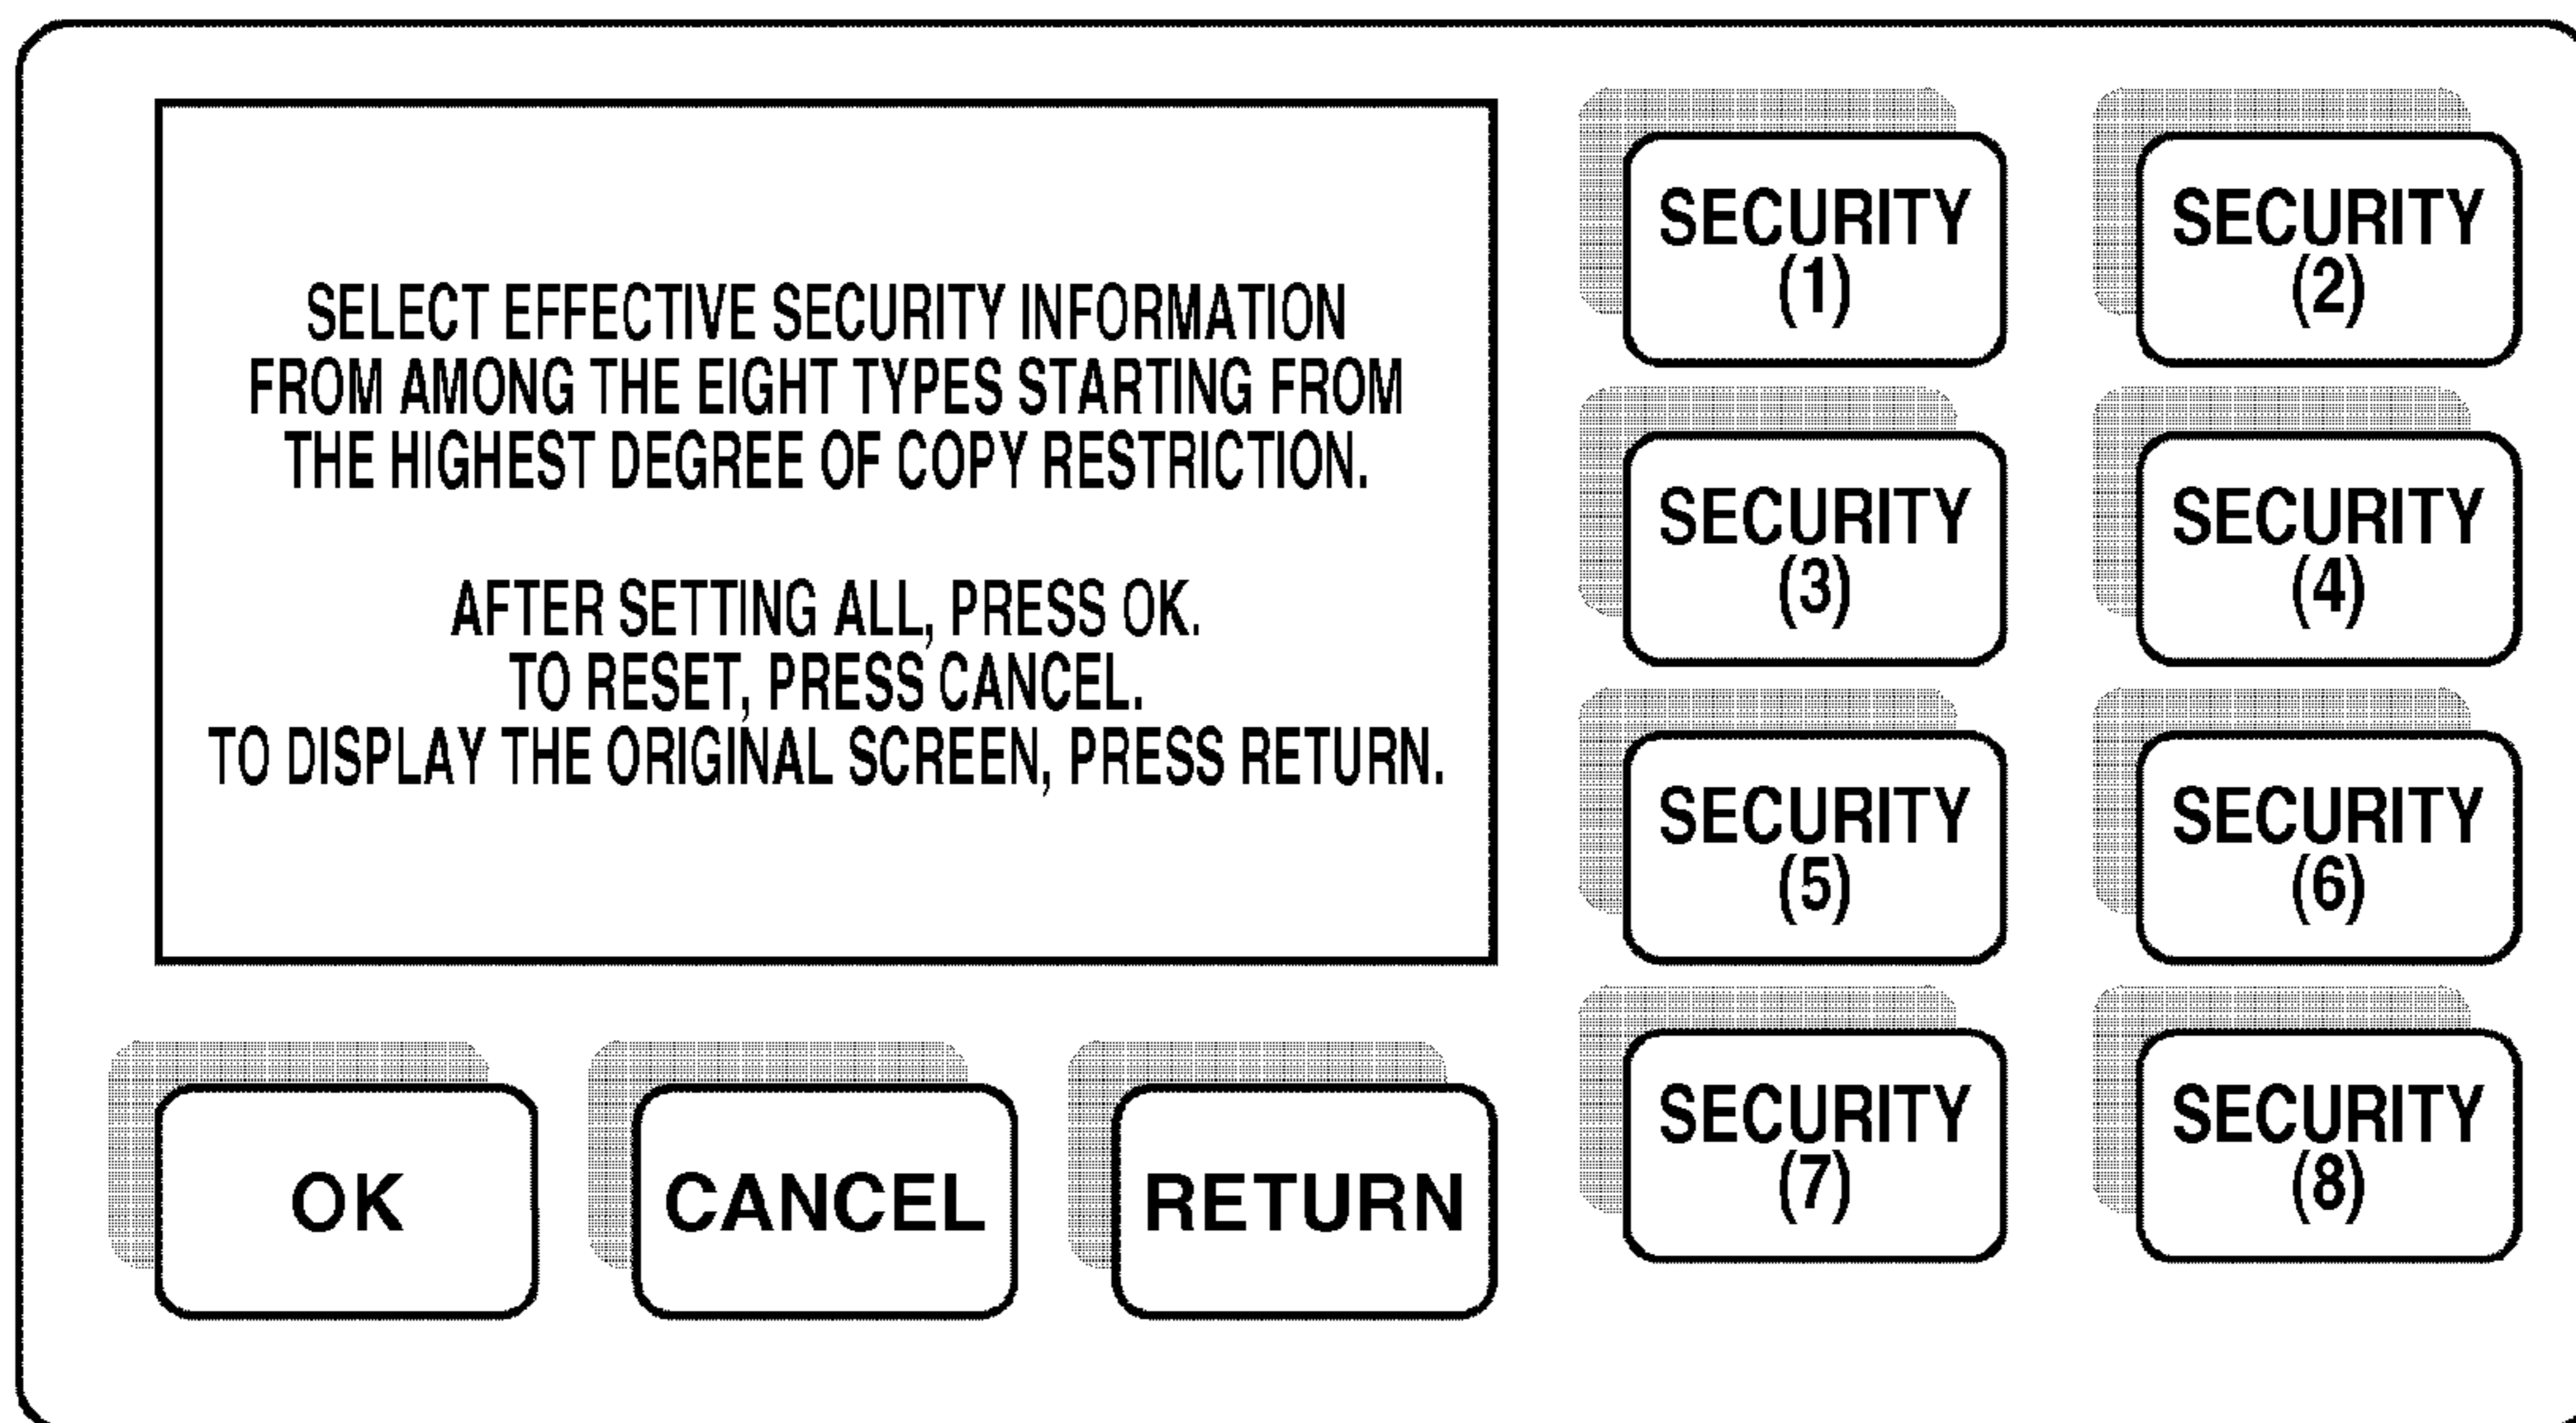 SELECT EFFECTIVE SECURITY INFORMATION
FROM AMONG THE EIGHT TYPES STARTING FROM
THE HIGHEST DEGREE OF COPY RESTRICTION.
AFTER SETTING ALL, PRESS OK.
TO RESET, PRESS CANCEL.
TO DISPLAY THE ORIGINAL SCREEN, PRESS RETURN.
OK
CANCEL
RETURN
SECURITY
(1)
SECURITY
(2)
SECURITY
(3)
SECURITY
(4)
SECURITY
(5)
SECURITY
(6)
SECURITY
(7)
SECURITY
(8)